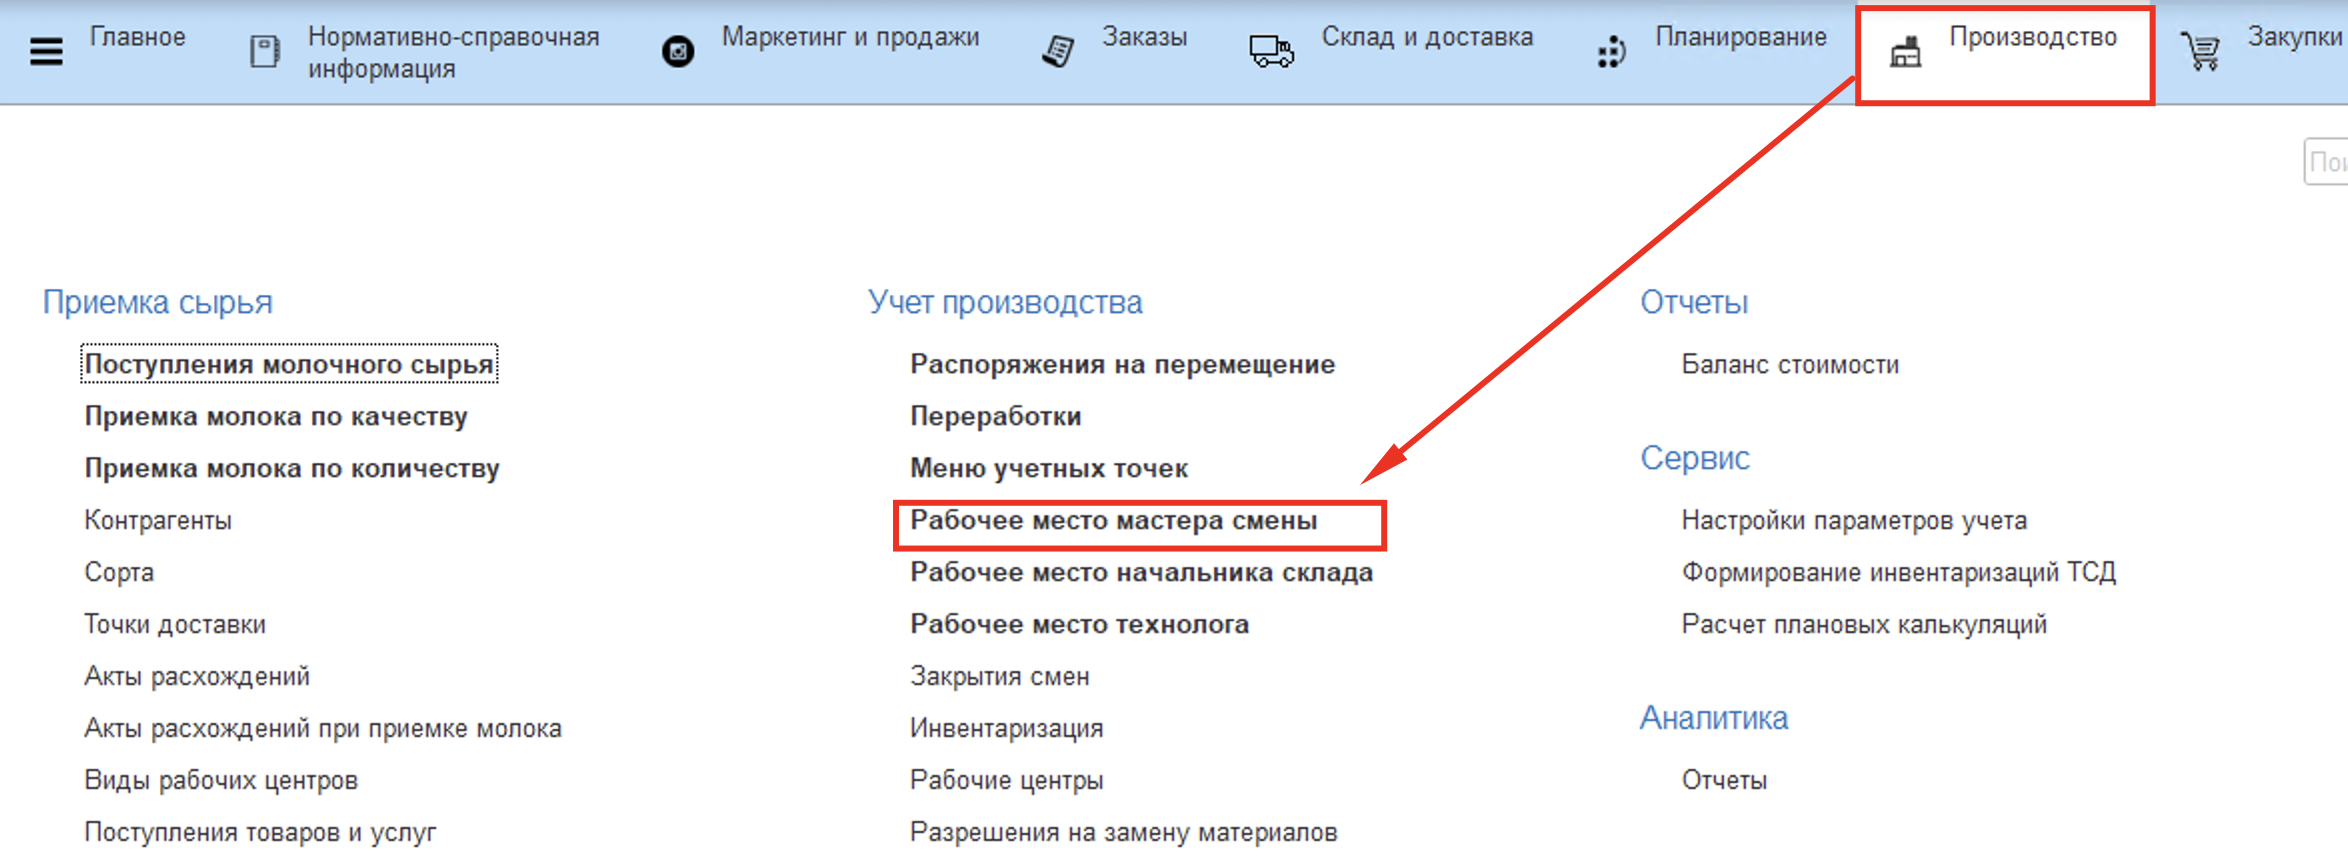 Главное
Нормативно-справочная
информация
Маркетинг и продажи
Заказы
Склад и доставка
Планирование
Производство
Закупки
Приемка сырья
Поступления молочного сырья
Приемка молока по качеству
Приемка молока по количеству
Контрагенты
Сорта
Точки доставки
Акты расхождений
Акты расхождений при приемке молока
Виды рабочих центров
Поступления товаров и услуг
Учет производства
Распоряжения на перемещение
Переработки
Меню учетных точек
Рабочее место мастера смены
Рабочее место начальника склада
Рабочее место технолога
Закрытия смен
Инвентаризация
Рабочие центры
Разрешения на замену материалов
Отчеты
Баланс стоимости
Сервис
Настройки параметров учета
Формирование инвентаризаций ТСД
Расчет плановых калькуляций
Аналитика
Отчеты